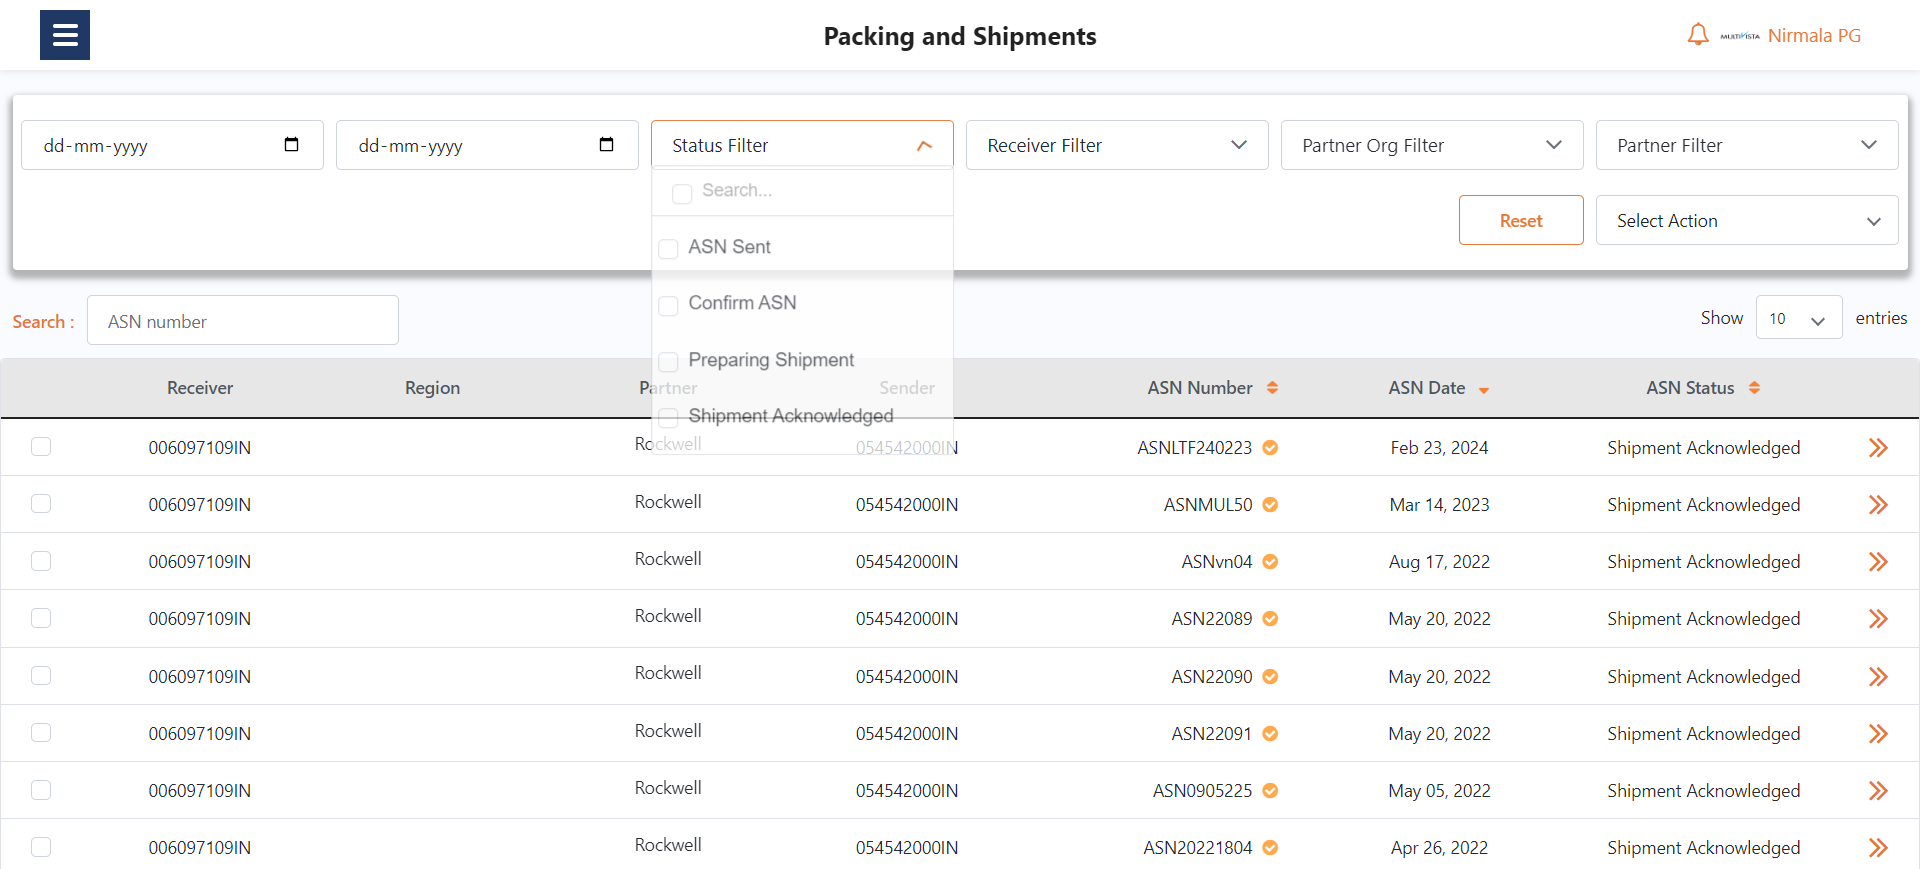 Packing and Shipments
MULTIVISTA Nirmala PG
dd-mm-yyyy dd-mm-yyyy Status Filter Receiver Filter Partner Org Filter Partner Filter
Search...
Reset Select Action
ASN Sent
Confirm ASN
Search : ASN number Show 10 entries
Preparing Shipment
Receiver Region Partner Sender ASN Number ASN Date ASN Status
Shipment Acknowledged
006097109IN Rockwell 054542000IN ASNLTF240223 Feb 23, 2024 Shipment Acknowledged
006097109IN Rockwell 054542000IN ASNMUL50 Mar 14, 2023 Shipment Acknowledged
006097109IN Rockwell 054542000IN ASNvn04 Aug 17, 2022 Shipment Acknowledged
006097109IN Rockwell 054542000IN ASN22089 May 20, 2022 Shipment Acknowledged
006097109IN Rockwell 054542000IN ASN22090 May 20, 2022 Shipment Acknowledged
006097109IN Rockwell 054542000IN ASN22091 May 20, 2022 Shipment Acknowledged
006097109IN Rockwell 054542000IN ASN0905225 May 05, 2022 Shipment Acknowledged
006097109IN Rockwell 054542000IN ASN20221804 Apr 26, 2022 Shipment Acknowledged